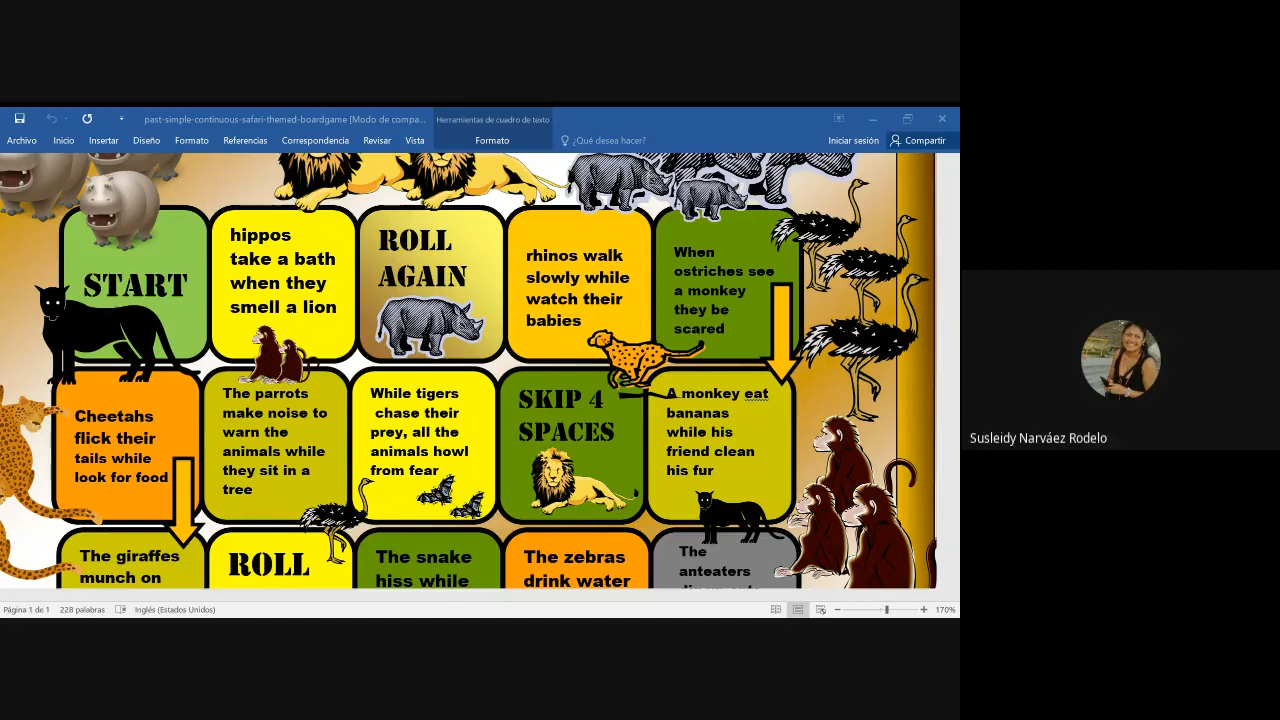 past-simple-continuous-safari-themed-boardgame [Modo de compa...
Herramientas de cuadro de texto
Archivo Inicio Insertar Diseño Formato Referencias Correspondencia Revisar Vista Formato ¿Qué desea hacer? Iniciar sesión Compartir
START
hippos
take a bath
when they
smell a lion
ROLL
AGAIN
rhinos walk
slowly while
watch their
babies
When
ostriches see
a monkey
they be
scared
Cheetahs
flick their
tails while
look for food
The parrots
make noise to
warn the
animals while
they sit in a
tree
While tigers
chase their
prey, all the
animals howl
from fear
SKIP 4
SPACES
A monkey eat
bananas
while his
friend clean
his fur
The giraffes
munch on
ROLL
The snake
hiss while
The zebras
drink water
The
anteaters
Página 1 de 1 228 palabras Inglés (Estados Unidos) 170%
Susleidy Narváez Rodelo